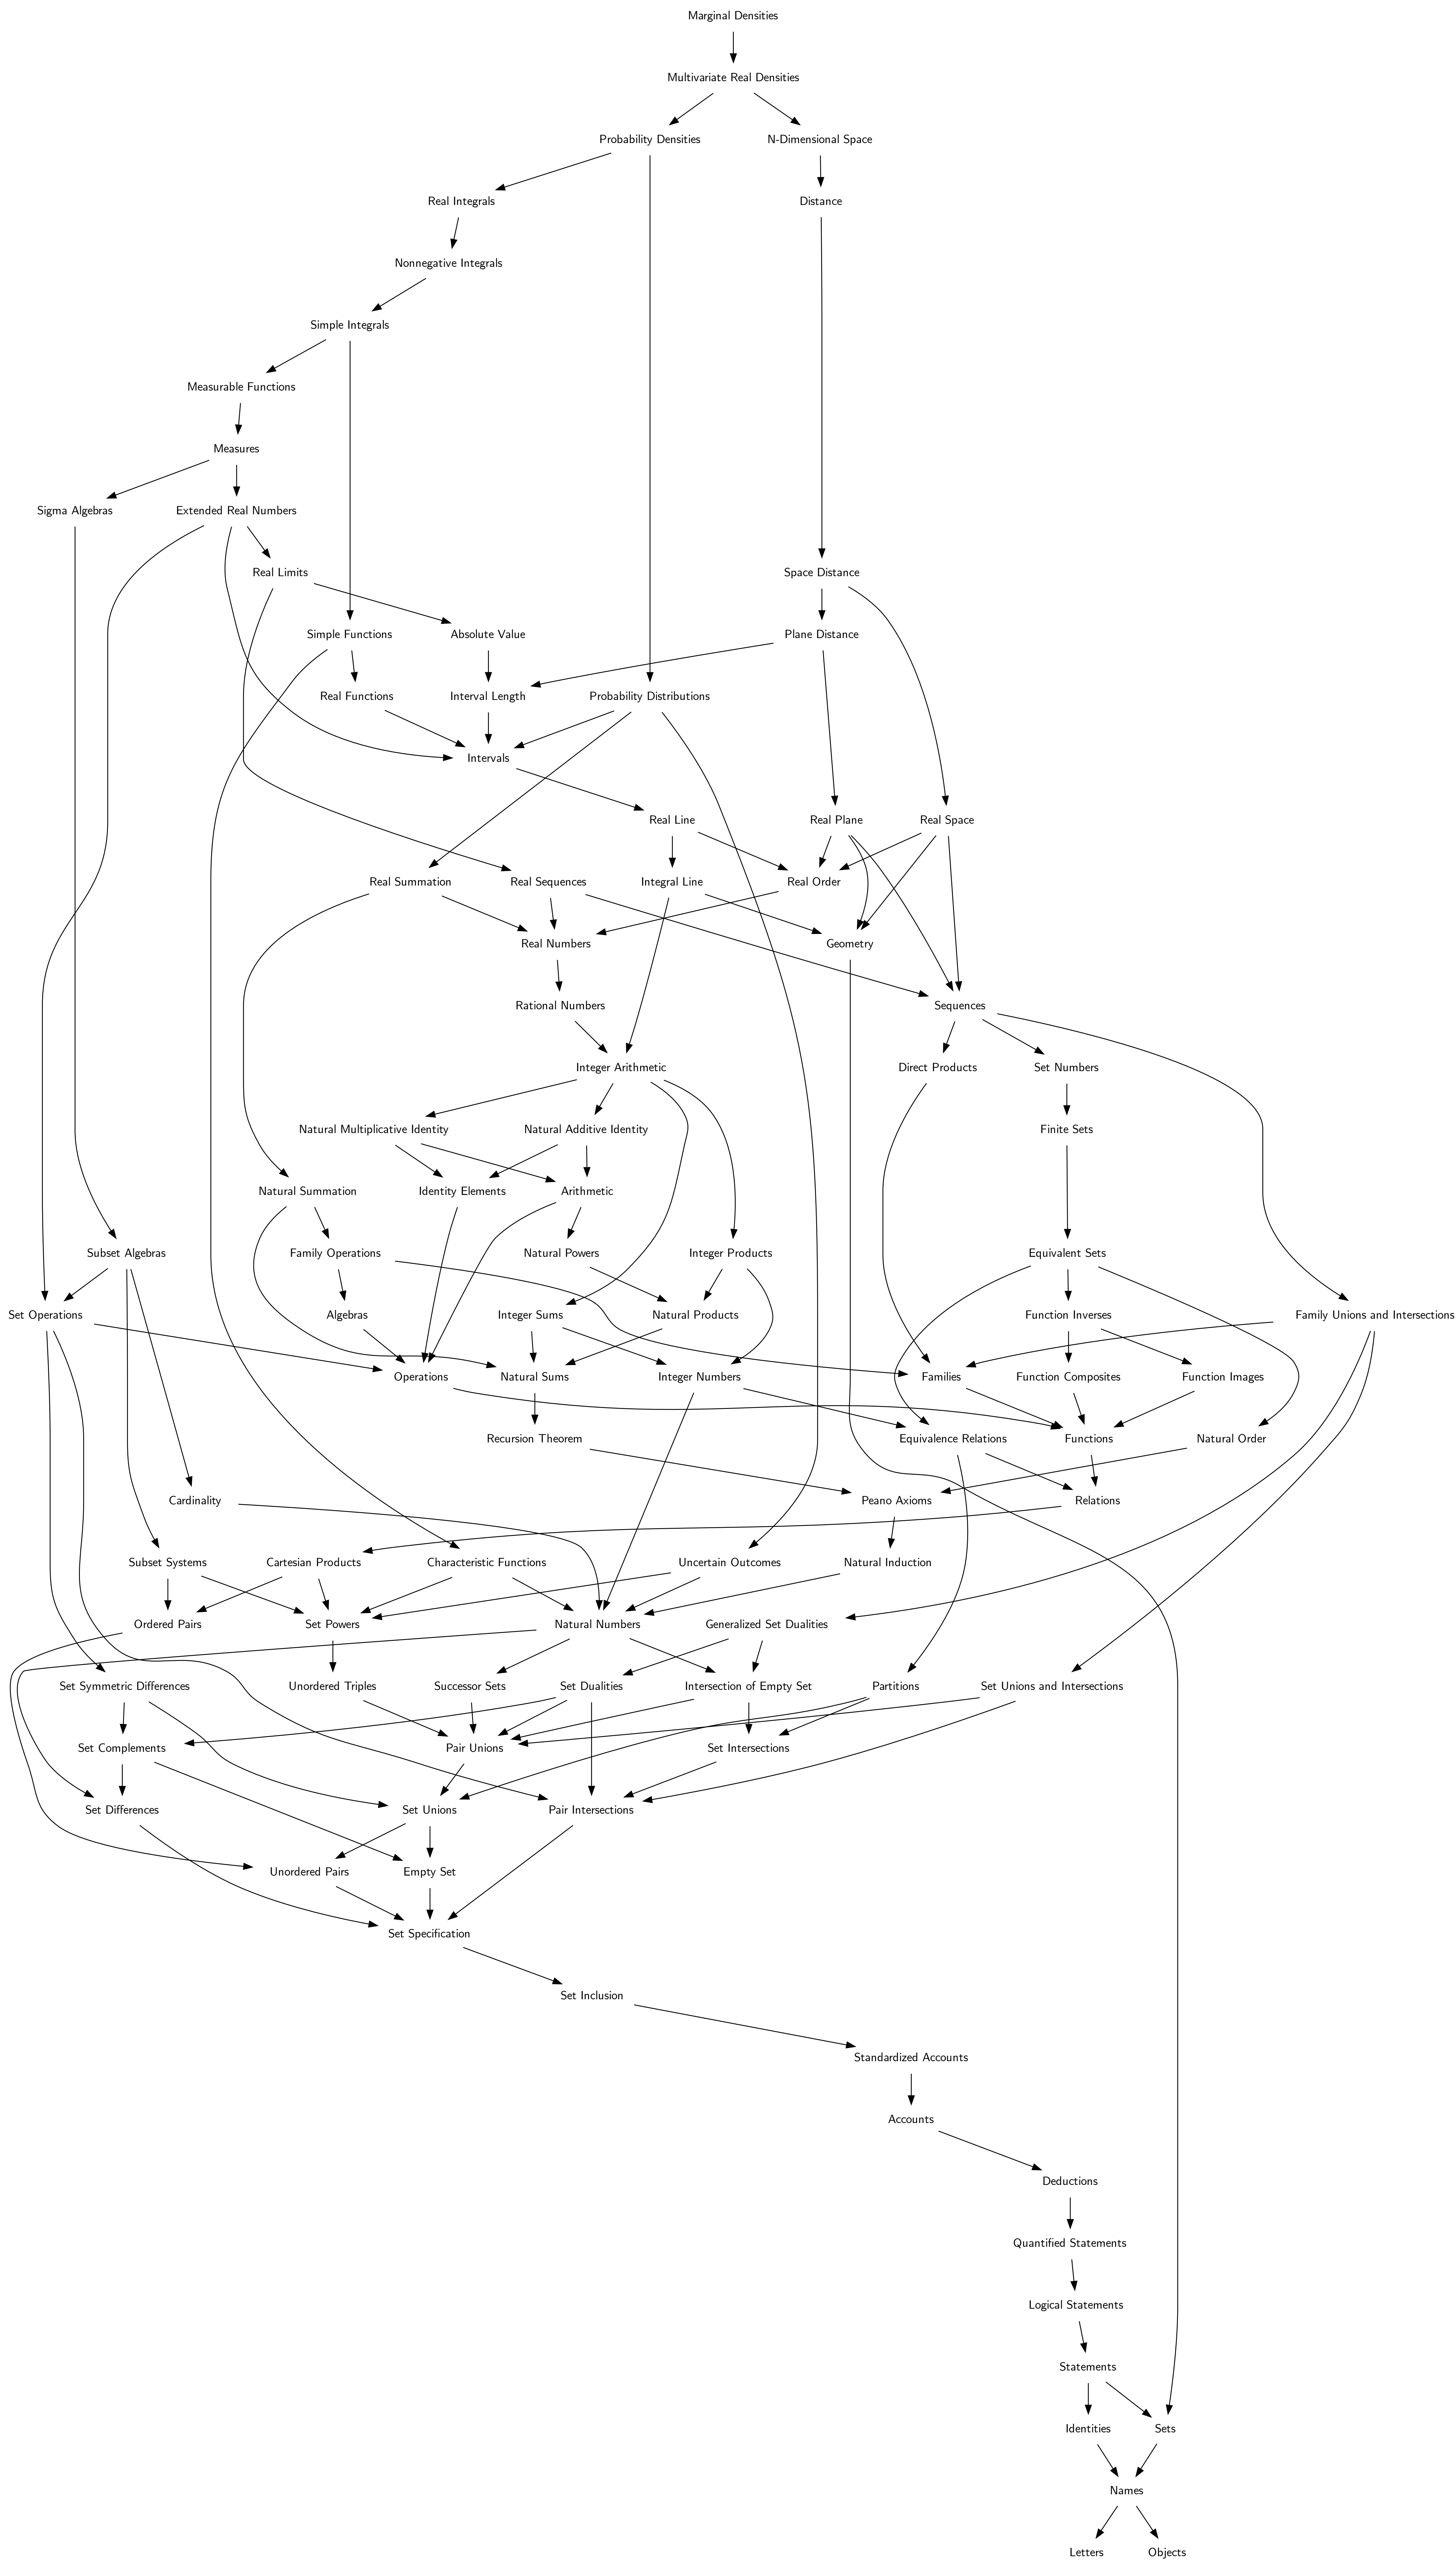 Marginal Densities
Multivariate Real Densities
Probability Densities
N-Dimensional Space
Real Integrals
Distance
Nonnegative Integrals
Simple Integrals
Measurable Functions
Measures
Sigma Algebras
Extended Real Numbers
Real Limits
Space Distance
Simple Functions
Absolute Value
Plane Distance
Real Functions
Interval Length
Probability Distributions
Intervals
Real Line
Real Plane
Real Space
Real Summation
Real Sequences
Integral Line
Real Order
Real Numbers
Geometry
Rational Numbers
Sequences
Integer Arithmetic
Direct Products
Set Numbers
Natural Multiplicative Identity
Natural Additive Identity
Finite Sets
Natural Summation
Identity Elements
Arithmetic
Subset Algebras
Family Operations
Natural Powers
Integer Products
Equivalent Sets
Set Operations
Algebras
Integer Sums
Natural Products
Function Inverses
Family Unions and Intersections
Operations
Natural Sums
Integer Numbers
Families
Function Composites
Function Images
Recursion Theorem
Equivalence Relations
Functions
Natural Order
Cardinality
Peano Axioms
Relations
Subset Systems
Cartesian Products
Characteristic Functions
Uncertain Outcomes
Natural Induction
Ordered Pairs
Set Powers
Natural Numbers
Generalized Set Dualities
Set Symmetric Differences
Unordered Triples
Successor Sets
Set Dualities
Intersection of Empty Set
Partitions
Set Unions and Intersections
Set Complements
Pair Unions
Set Intersections
Set Differences
Set Unions
Pair Intersections
Unordered Pairs
Empty Set
Set Specification
Set Inclusion
Standardized Accounts
Accounts
Deductions
Quantified Statements
Logical Statements
Statements
Identities
Sets
Names
Letters
Objects